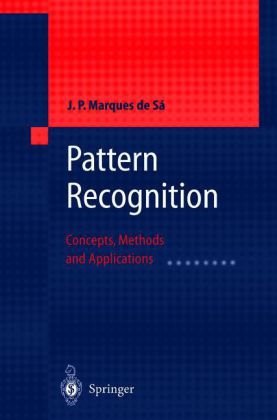 J. P. Marques de Sá
Pattern
Recognition
Concepts, Methods
and Applications
Springer